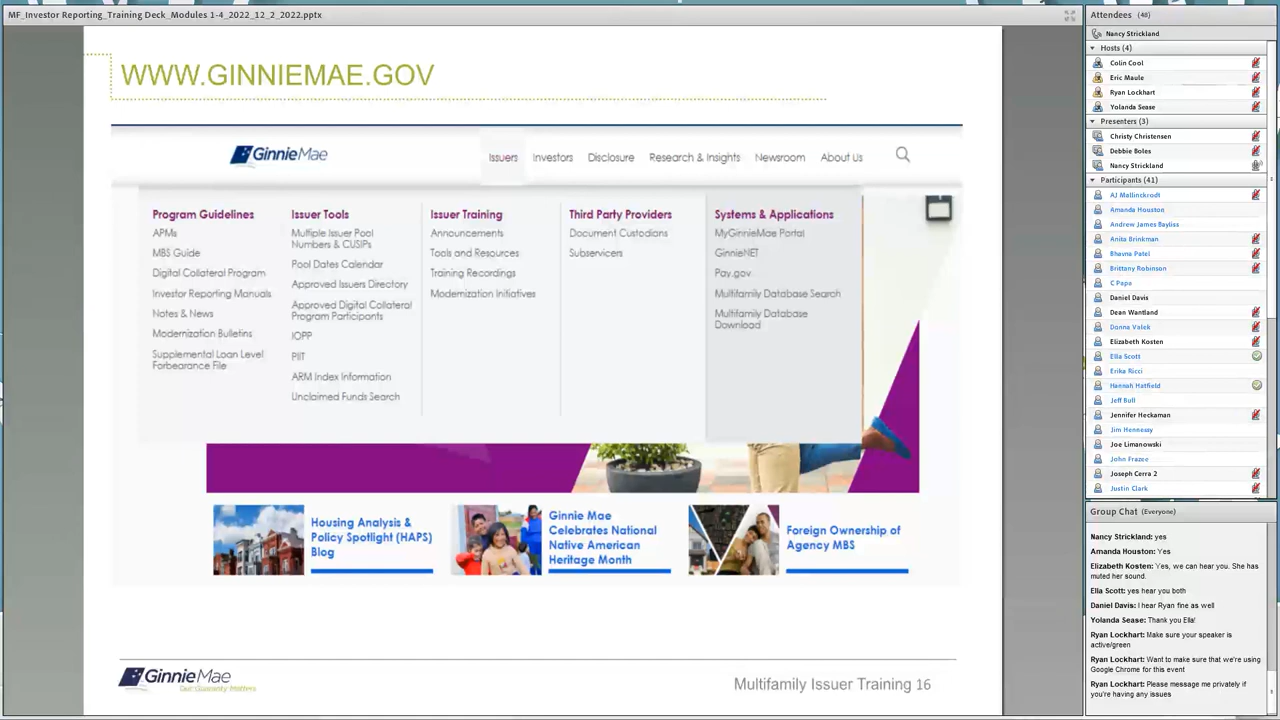 MF_Investor Reporting_Training Deck_Modules 1-4_2022_12_2_2022.pptx
WWW.GINNIEMAE.GOV
GinnieMae
Issuers
Investors
Disclosure
Research & Insights
Newsroom
About Us
Program Guidelines
APMs
MBS Guide
Digital Collateral Program
Investor Reporting Manuals
Notes & News
Modernization Bulletins
Supplemental Loan Level
Forbearance File
Issuer Tools
Multiple Issuer Pool
Numbers & CUSIPs
Pool Dates Calendar
Approved Issuers Directory
Approved Digital Collateral
Program Participants
IOPP
PIIT
ARM Index Information
Unclaimed Funds Search
Issuer Training
Announcements
Tools and Resources
Training Recordings
Modernization Initiatives
Third Party Providers
Document Custodians
Subservicers
Systems & Applications
MyGinnieMae Portal
GinnieNET
Pay.gov
Multifamily Database Search
Multifamily Database
Download
Housing Analysis &
Policy Spotlight (HAPS)
Blog
Ginnie Mae
Celebrates National
Native American
Heritage Month
Foreign Ownership of
Agency MBS
GinnieMae
Our Guaranty Matters
Multifamily Issuer Training 16
Attendees (48)
Nancy Strickland
Hosts (4)
Colin Cool
Eric Maule
Ryan Lockhart
Yolanda Sease
Presenters (3)
Christy Christensen
Debbie Boles
Nancy Strickland
Participants (41)
AJ Mallinckrodt
Amanda Houston
Andrew James Bayliss
Anita Brinkman
Bhavna Patel
Brittany Robinson
C Pope
Daniel Davis
Dean Wantland
Donna Valek
Elizabeth Kosten
Ella Scott
Erika Ricci
Hannah Hatfield
Jeff Bull
Jennifer Heckaman
Jim Hennessy
Joe Limanowski
John Frazee
Joseph Cerra 2
Justin Clark
Group Chat (Everyone)
Nancy Strickland: yes
Amanda Houston: Yes
Elizabeth Kosten: Yes, we can hear you. She has
muted her sound.
Ella Scott: yes hear you both
Daniel Davis: I hear Ryan fine as well
Yolanda Sease: Thank you Ella!
Ryan Lockhart: Make sure your speaker is
active/green
Ryan Lockhart: Want to make sure that we're using
Google Chrome for this event
Ryan Lockhart: Please message me privately if
you're having any issues